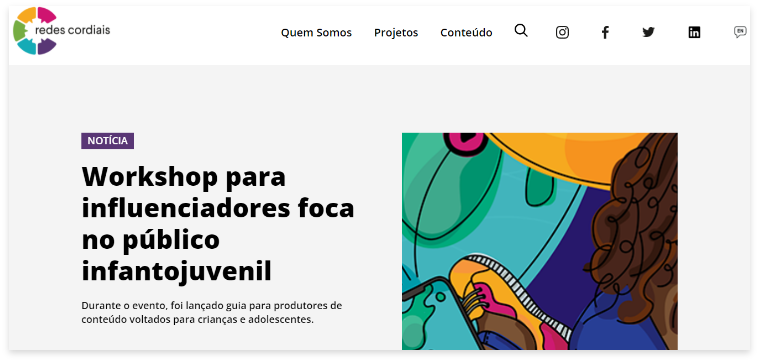 redes cordiais
Quem Somos
Projetos
Conteúdo
EN
NOTÍCIA
Workshop para
influenciadores foca
no público
infantojuvenil
Durante o evento, foi lançado guia para produtores de
conteúdo voltados para crianças e adolescentes.